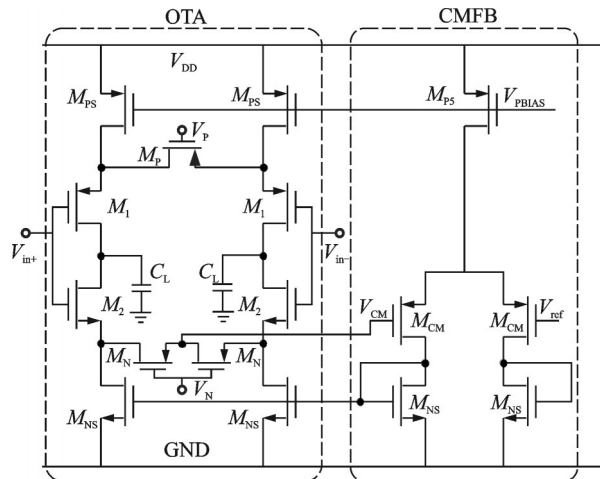 OTA CMFB
V_DD
M_PS M_PS M_P5 V_PBIAS
V_P
M_P
M_1 M_1
V_in+ C_L C_L V_in−
M_2 M_2 V_CM M_CM M_CM V_ref
M_N M_N
V_N
M_NS M_NS M_NS M_NS
GND